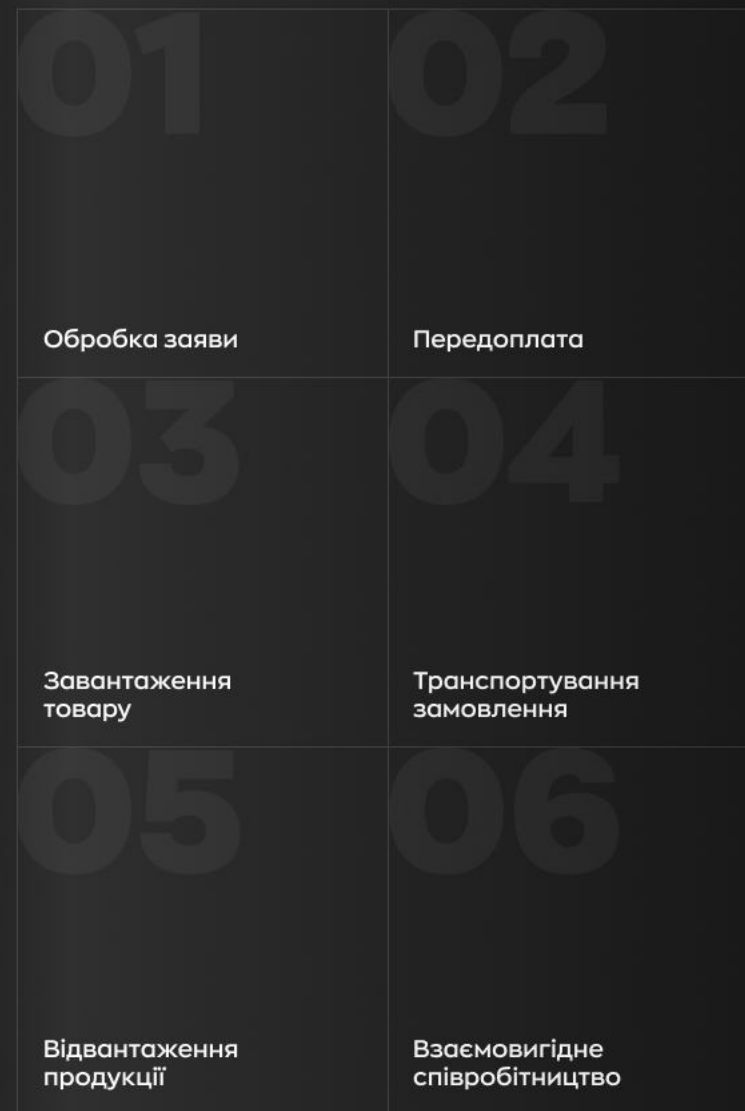 01
02
Обробка заяви
Передоплата
03
04
Завантаження
товару
Транспортування
замовлення
05
06
Відвантаження
продукції
Взаємовигідне
співробітництво